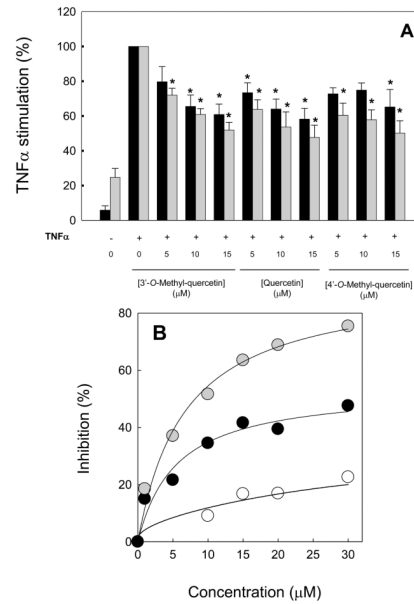 A
TNFα stimulation (%)
120
100
80
60
40
20
0
* * * * * * * * * * * * * *
TNFα - + + + + + + + + + +
0 0 5 10 15 5 10 15 5 10 15
[3'-O-Methyl-quercetin] [Quercetin] [4'-O-Methyl-quercetin]
(μM) (μM) (μM)
B
Inhibition (%)
80
60
40
20
0
0 5 10 15 20 25 30
Concentration (μM)